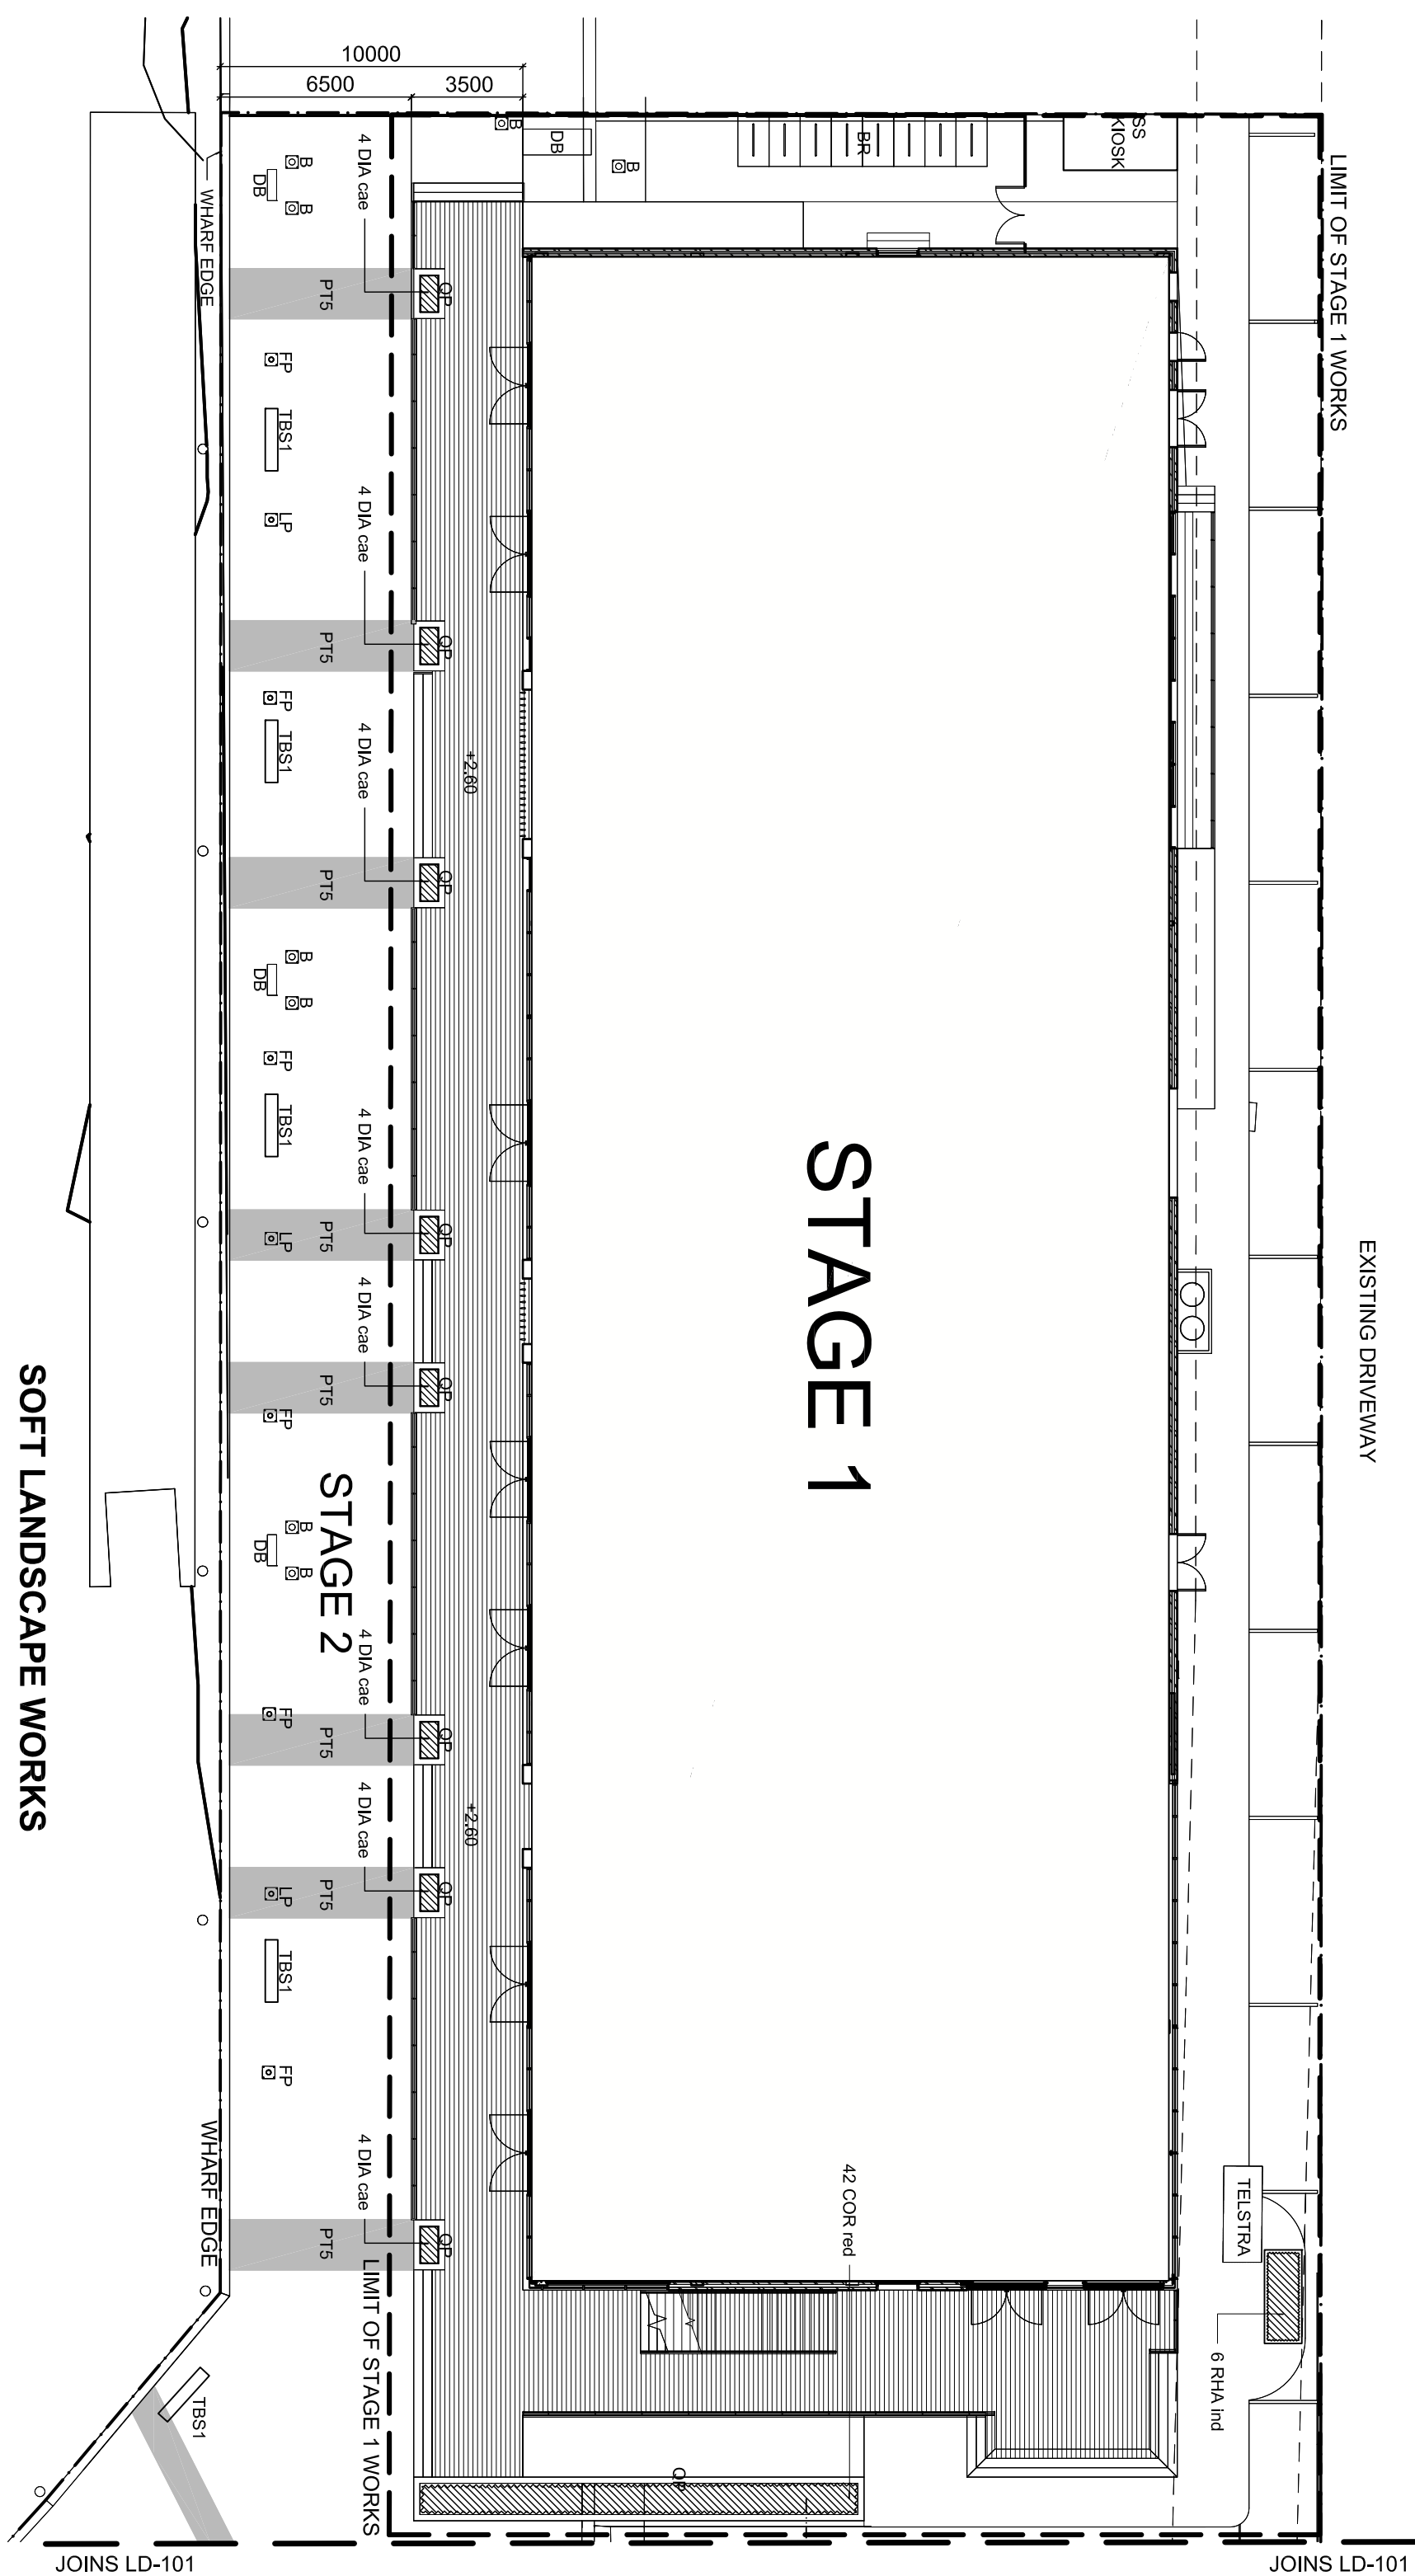 10000
6500
3500
B
DB
B
BR
SS
KIOSK
LIMIT OF STAGE 1 WORKS
B
DB
B
WHARF EDGE
4 DIA cae
PT5
QP
FP
TBS1
LP
4 DIA cae
PT5
QP
FP
TBS1
4 DIA cae
+2.60
PT5
QP
B
DB
B
FP
TBS1
4 DIA cae
PT5
QP
LP
STAGE 1
EXISTING DRIVEWAY
4 DIA cae
PT5
QP
FP
STAGE 2
B
DB
B
SOFT LANDSCAPE WORKS
4 DIA cae
FP
PT5
QP
4 DIA cae
+2.60
LP
PT5
QP
TBS1
FP
WHARF EDGE
4 DIA cae
PT5
QP
42 COR red
TELSTRA
6 RHA ind
LIMIT OF STAGE 1 WORKS
TBS1
QP
JOINS LD-101
JOINS LD-101